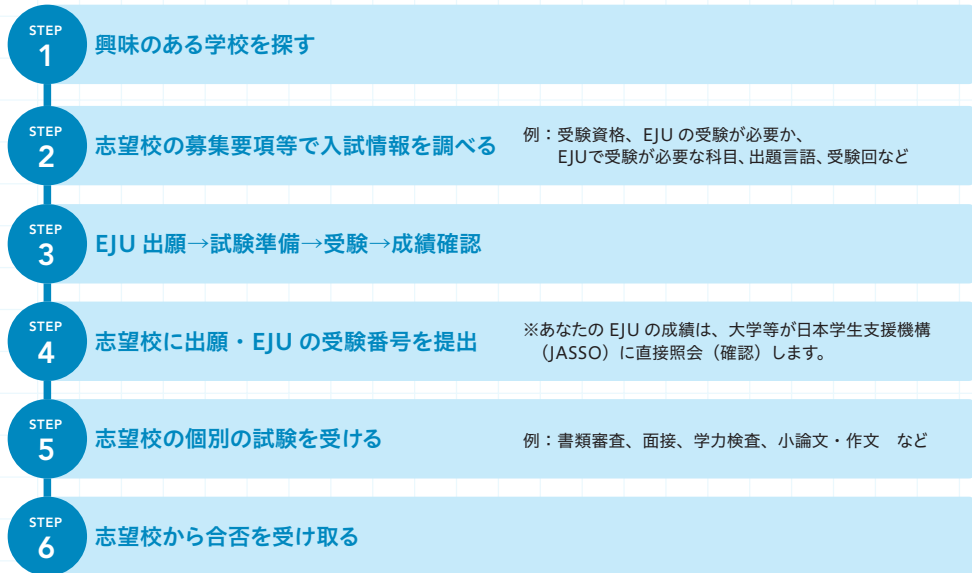 STEP
1
興味のある学校を探す
STEP
2
志望校の募集要項等で入試情報を調べる
例：受験資格、EJU の受験が必要か、
EJUで受験が必要な科目、出題言語、受験回など
STEP
3
EJU 出願→試験準備→受験→成績確認
STEP
4
志望校に出願・EJU の受験番号を提出
※あなたの EJU の成績は、大学等が日本学生支援機構
（JASSO）に直接照会（確認）します。
STEP
5
志望校の個別の試験を受ける
例：書類審査、面接、学力検査、小論文・作文　など
STEP
6
志望校から合否を受け取る